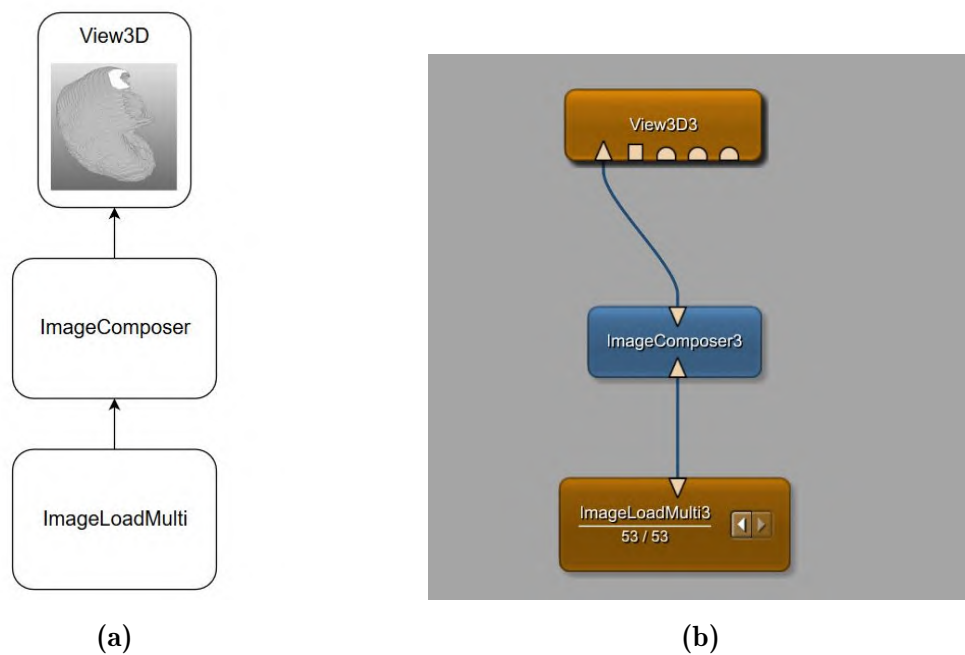 View3D
ImageComposer
ImageLoadMulti
(a)
View3D3
ImageComposer3
ImageLoadMulti3
53 / 53
(b)